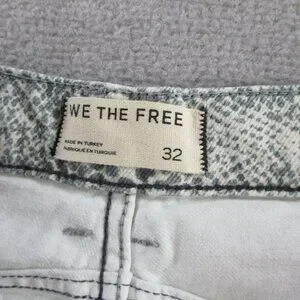 WE THE FREE
MADE IN TURKEY
FABRIQUÉ EN TURQUIE
32